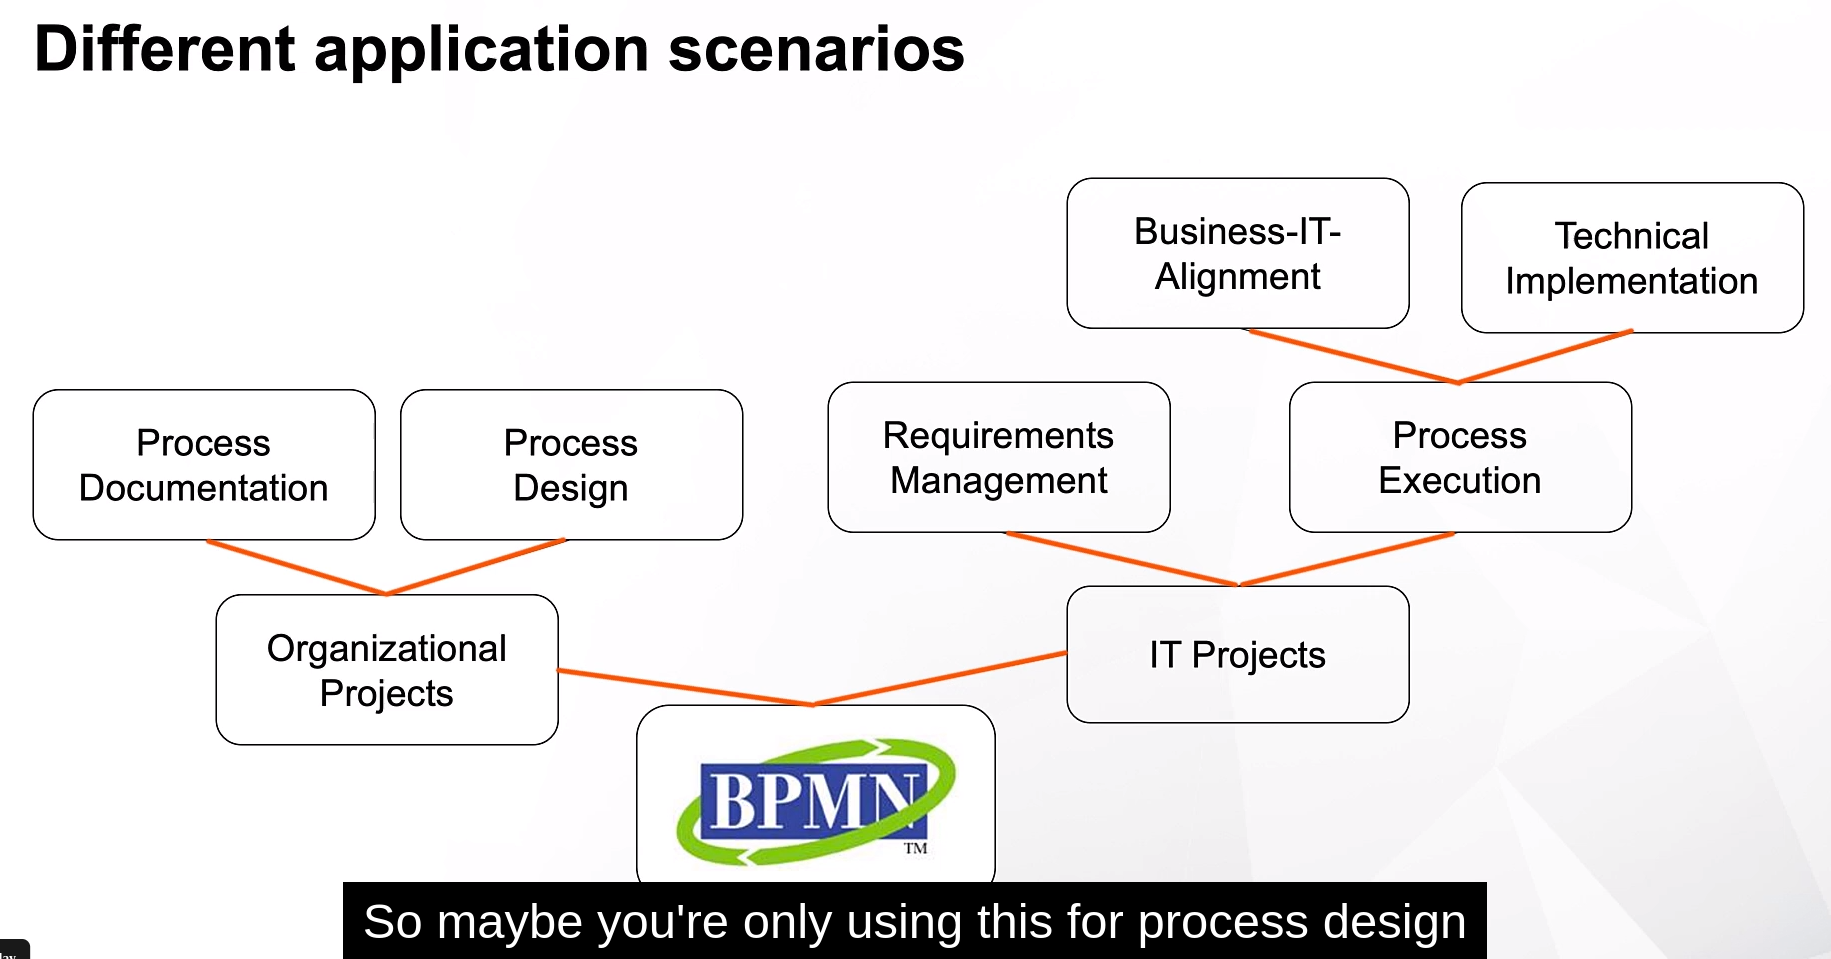 Different application scenarios
Business-IT-
Alignment
Technical
Implementation
Process
Documentation
Process
Design
Requirements
Management
Process
Execution
Organizational
Projects
IT Projects
BPMN
TM
So maybe you're only using this for process design